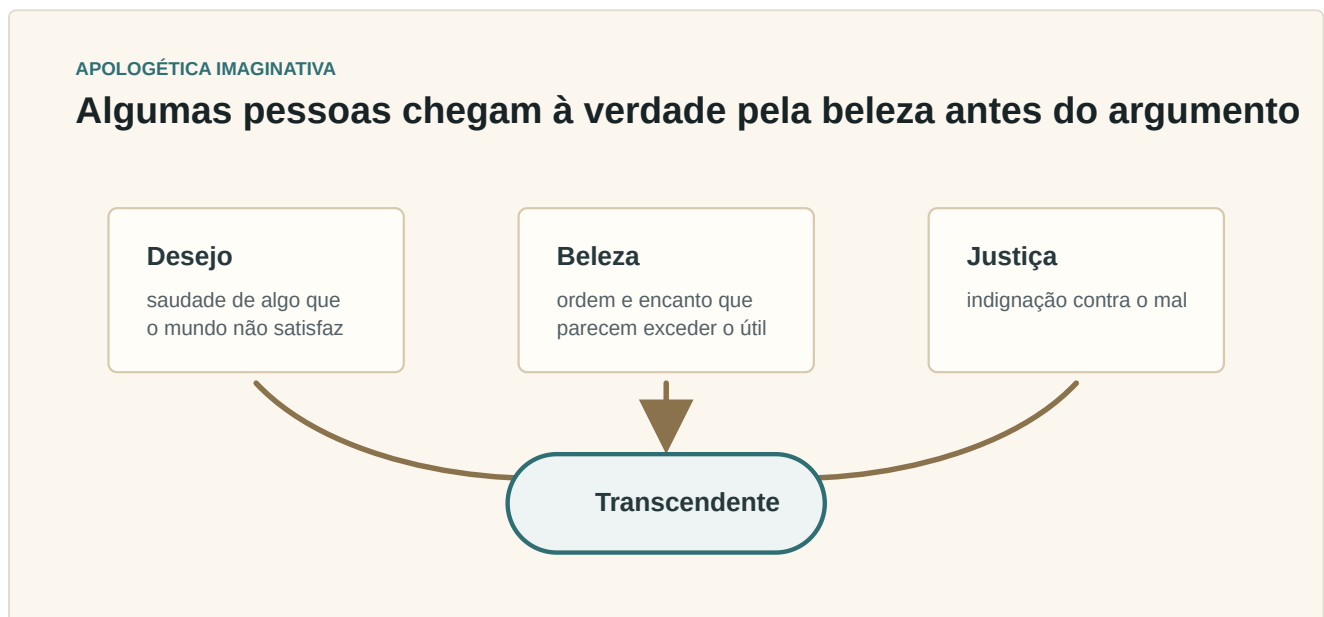 APOLOGÉTICA IMAGINATIVA
Algumas pessoas chegam à verdade pela beleza antes do argumento
Desejo
saudade de algo que
o mundo não satisfaz
Beleza
ordem e encanto que
parecem exceder o útil
Justiça
indignação contra o mal
Transcendente